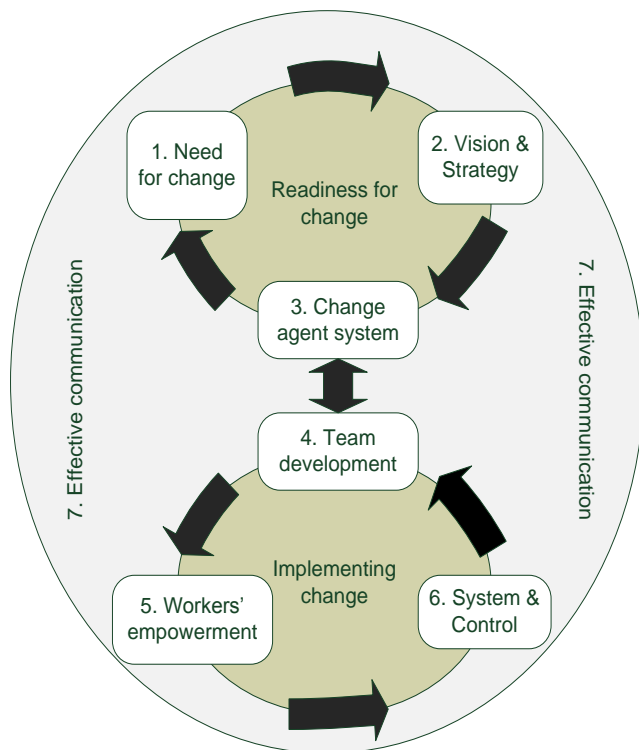 1. Need
for change
2. Vision &
Strategy
Readiness for
change
3. Change
agent system
7. Effective communication
7. Effective communication
4. Team
development
Implementing
change
5. Workers'
empowerment
6. System &
Control